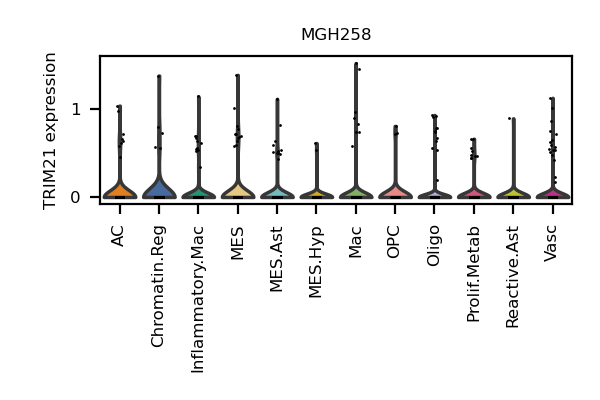 MGH258
TRIM21 expression
1
0
AC
Chromatin.Reg
Inflammatory.Mac
MES
MES.Ast
MES.Hyp
Mac
OPC
Oligo
Prolif.Metab
Reactive.Ast
Vasc